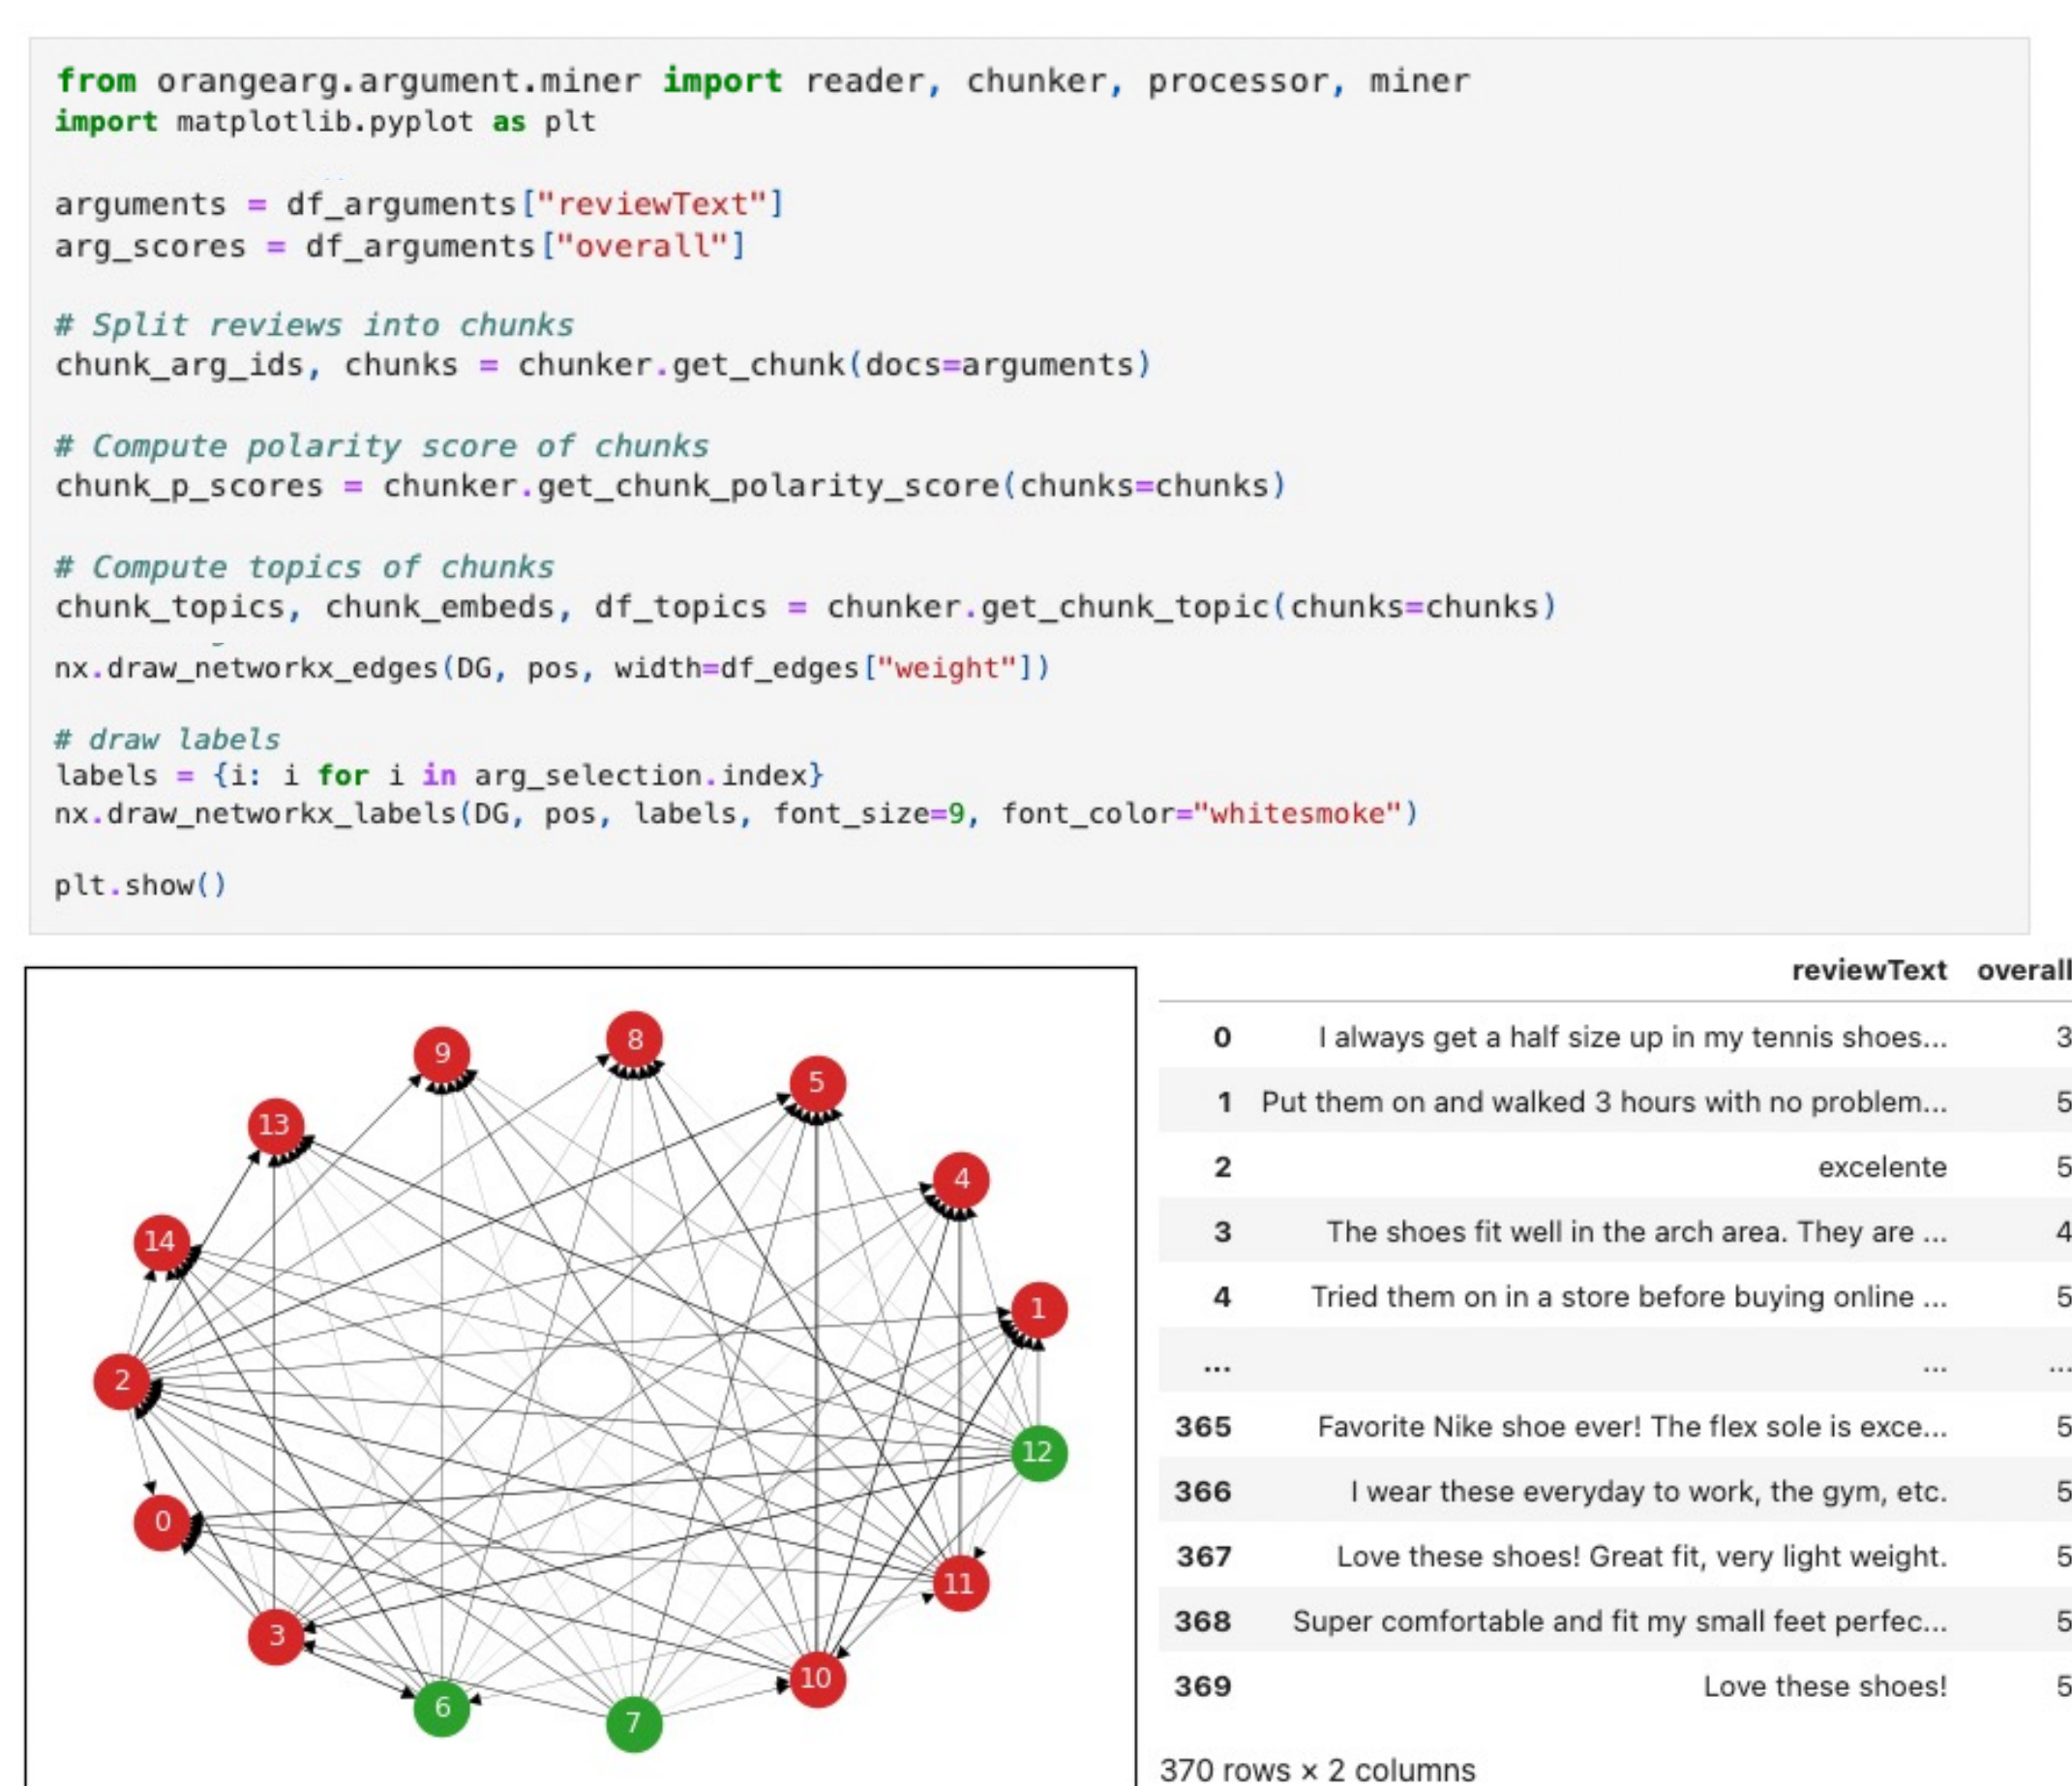 from orangearg.argument.miner import reader, chunker, processor, miner
import matplotlib.pyplot as plt
arguments = df_arguments["reviewText"]
arg_scores = df_arguments["overall"]
# Split reviews into chunks
chunk_arg_ids, chunks = chunker.get_chunk(docs=arguments)
# Compute polarity score of chunks
chunk_p_scores = chunker.get_chunk_polarity_score(chunks=chunks)
# Compute topics of chunks
chunk_topics, chunk_embeds, df_topics = chunker.get_chunk_topic(chunks=chunks)
nx.draw_networkx_edges(DG, pos, width=df_edges["weight"])
# draw labels
labels = {i: i for i in arg_selection.index}
nx.draw_networkx_labels(DG, pos, labels, font_size=9, font_color="whitesmoke")
plt.show()
8
9
5
13
4
14
1
2
12
0
11
3
10
6
7
reviewText overall
0 I always get a half size up in my tennis shoes... 3
1 Put them on and walked 3 hours with no problem... 5
2 excelente 5
3 The shoes fit well in the arch area. They are ... 4
4 Tried them on in a store before buying online ... 5
... ... ...
365 Favorite Nike shoe ever! The flex sole is exce... 5
366 I wear these everyday to work, the gym, etc. 5
367 Love these shoes! Great fit, very light weight. 5
368 Super comfortable and fit my small feet perfec... 5
369 Love these shoes! 5
370 rows × 2 columns